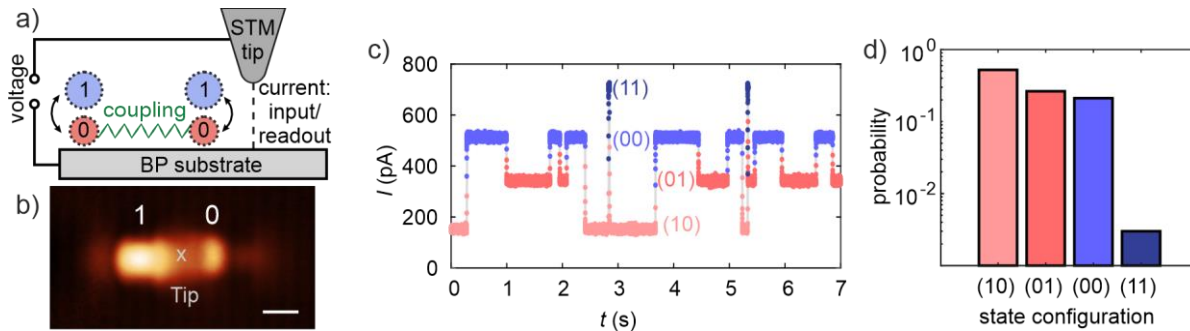 a)
STM
tip
voltage
1
1
coupling
0
0
current:
input/
readout
BP substrate
b)
1
0
x
Tip
c)
I (pA)
800
600
400
200
0
(11)
(00)
(01)
(10)
0
1
2
3
4
5
6
7
t (s)
d)
probability
10⁰
10⁻¹
10⁻²
(10) (01) (00) (11)
state configuration